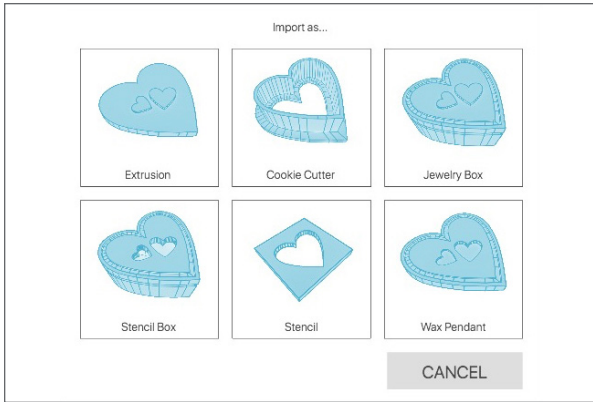 Import as...
Extrusion
Cookie Cutter
Jewelry Box
Stencil Box
Stencil
Wax Pendant
CANCEL